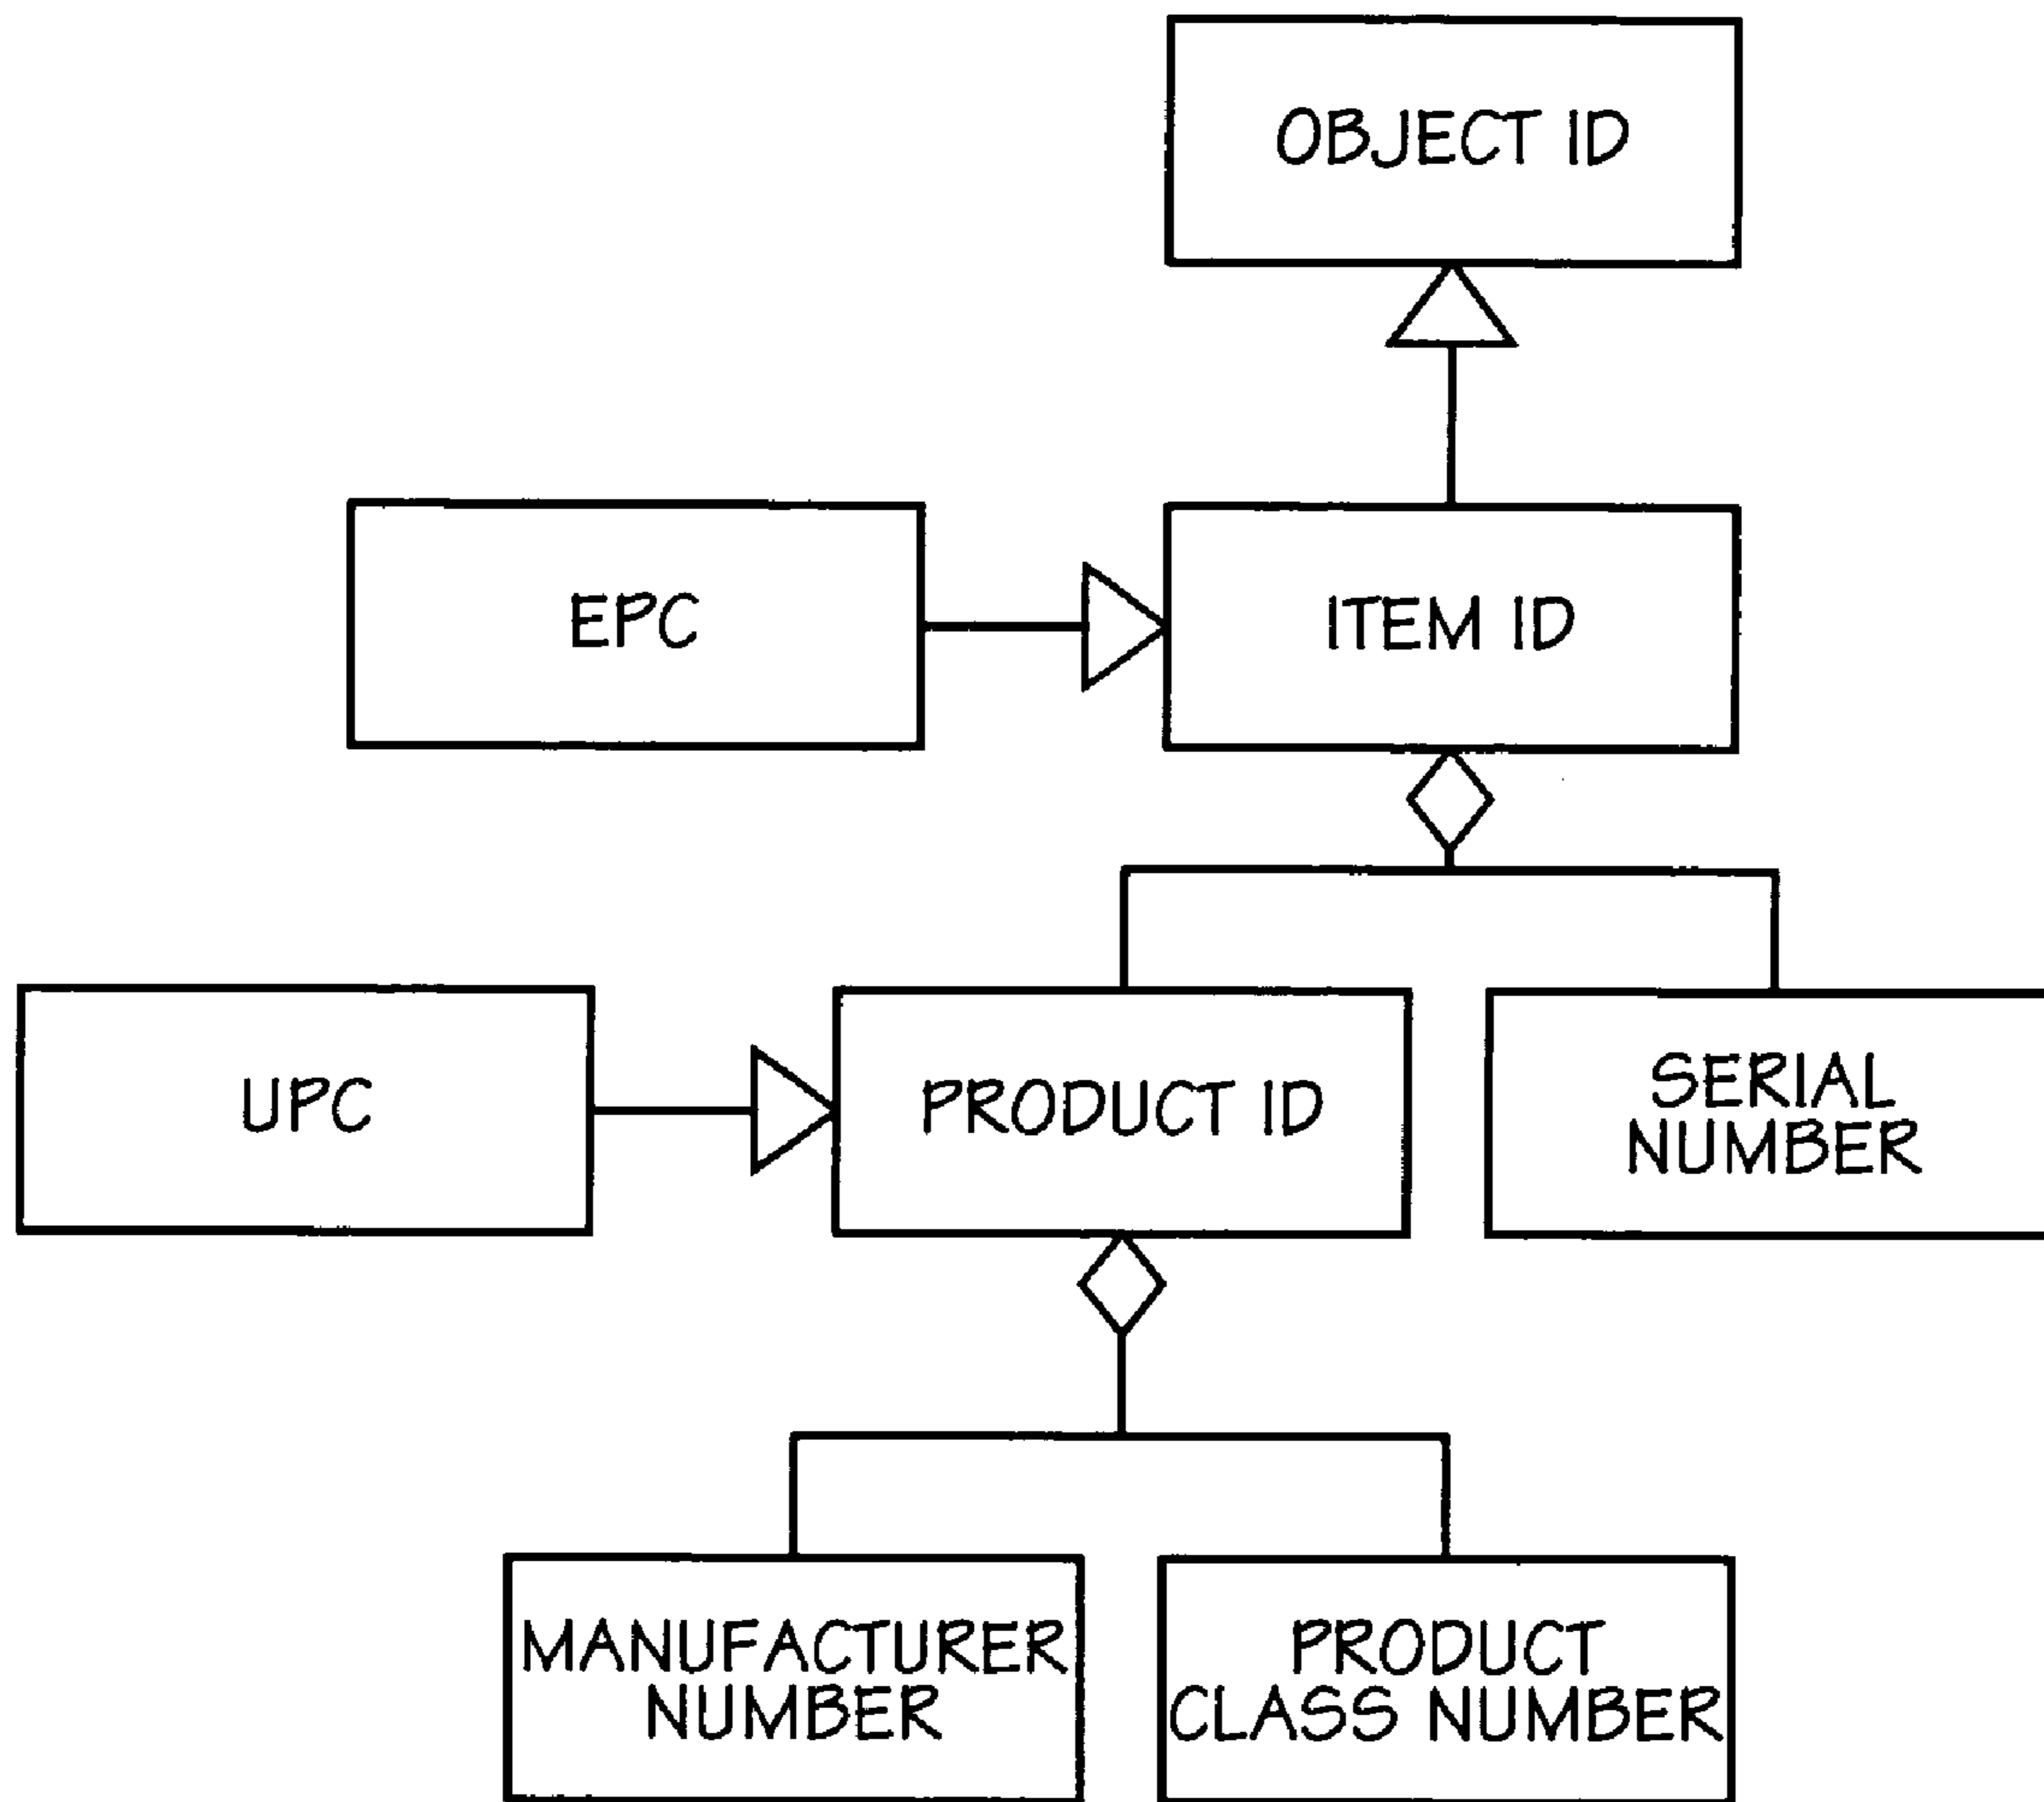 OBJECT ID
EPC
ITEM ID
UPC
PRODUCT ID
SERIAL
NUMBER
MANUFACTURER
NUMBER
PRODUCT
CLASS NUMBER